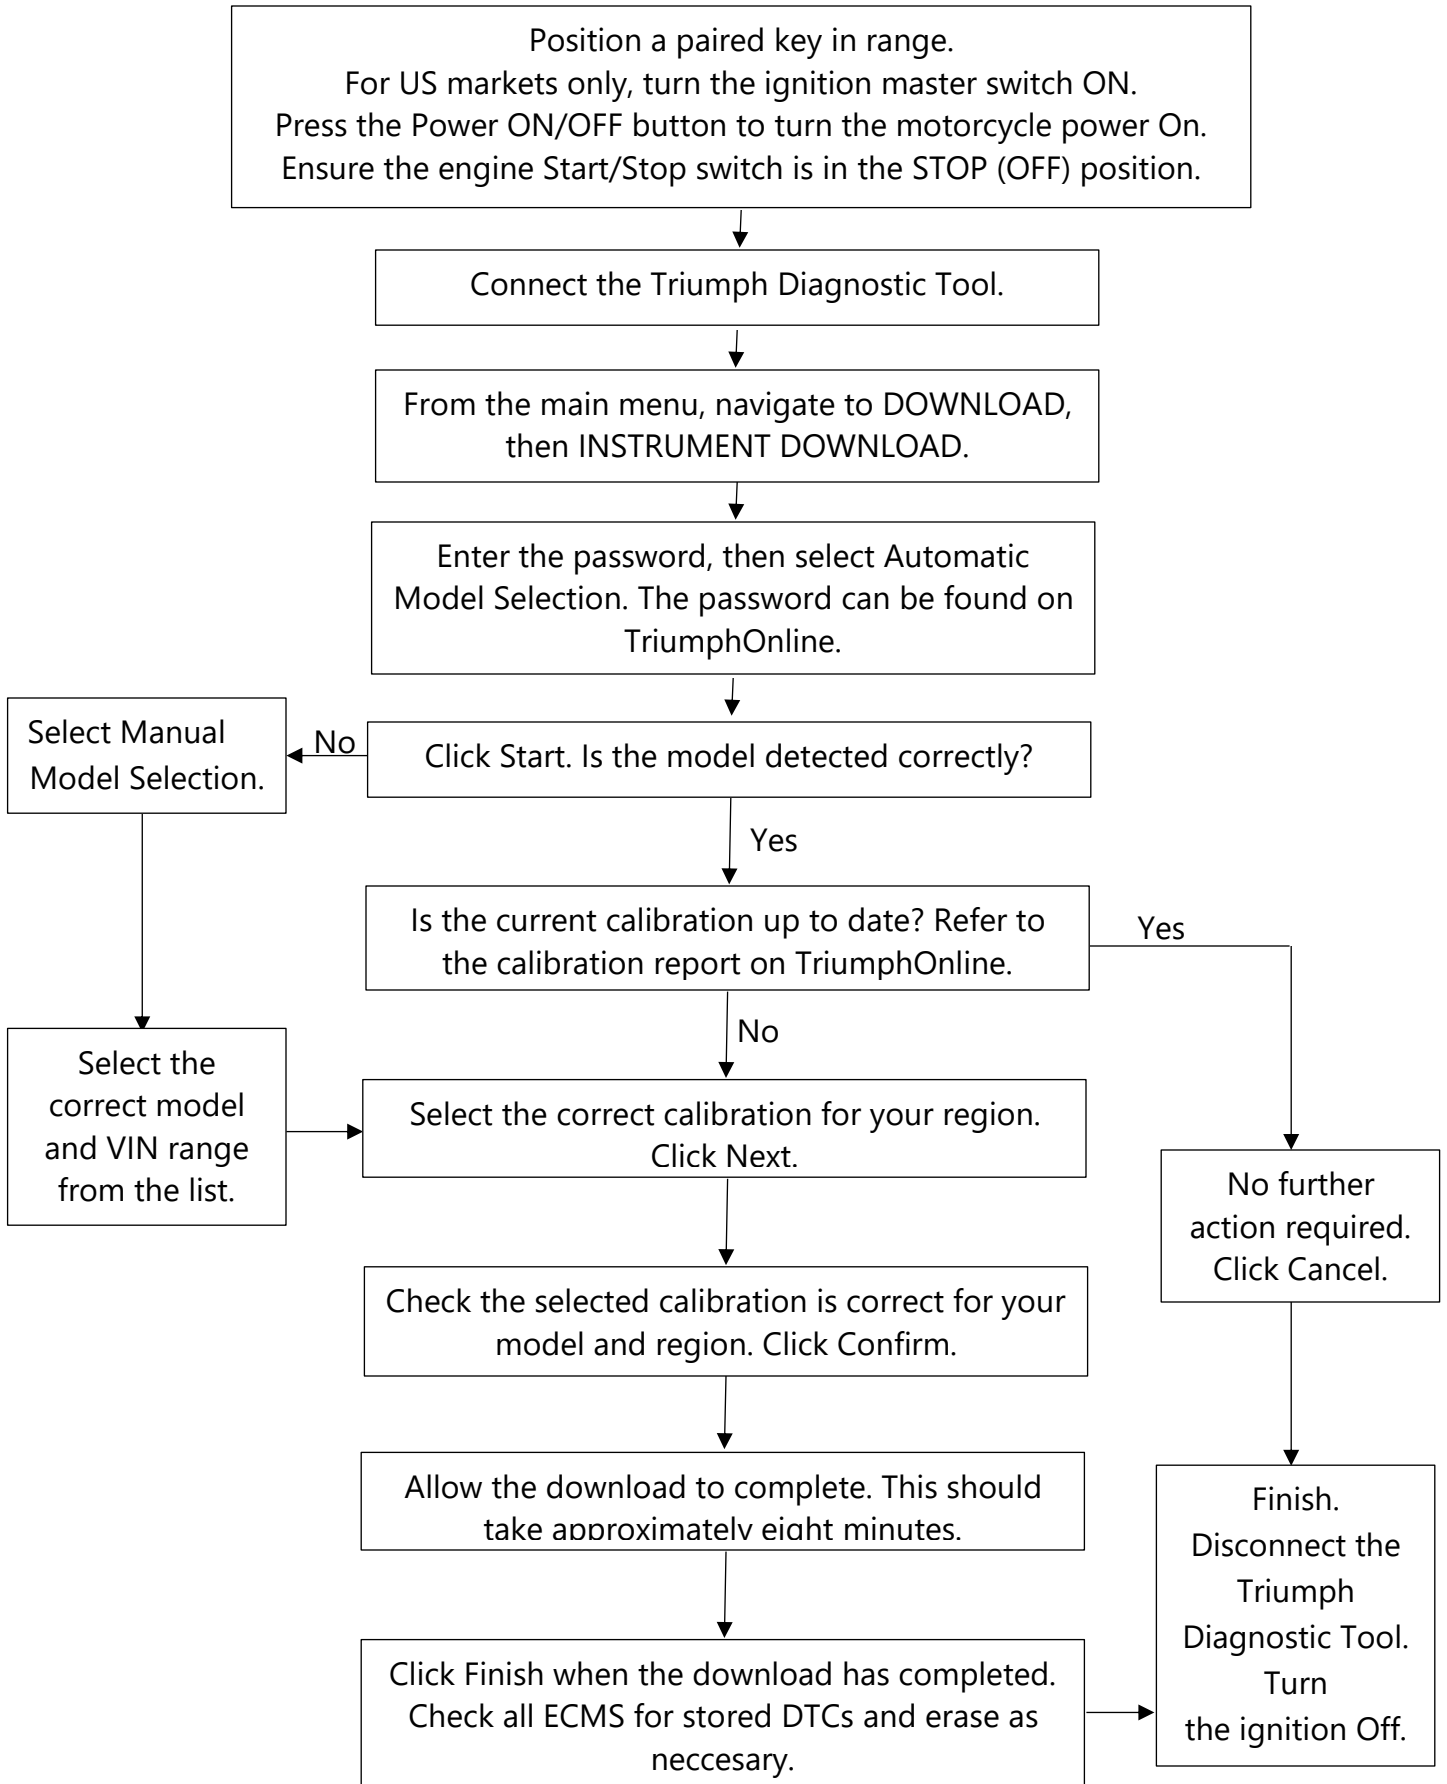 Position a paired key in range.
For US markets only, turn the ignition master switch ON.
Press the Power ON/OFF button to turn the motorcycle power On.
Ensure the engine Start/Stop switch is in the STOP (OFF) position.
Connect the Triumph Diagnostic Tool.
From the main menu, navigate to DOWNLOAD,
then INSTRUMENT DOWNLOAD.
Enter the password, then select Automatic
Model Selection. The password can be found on
TriumphOnline.
Select Manual
Model Selection.
No
Click Start. Is the model detected correctly?
Yes
Is the current calibration up to date? Refer to
the calibration report on TriumphOnline.
Yes
No
Select the
correct model
and VIN range
from the list.
Select the correct calibration for your region.
Click Next.
No further
action required.
Click Cancel.
Check the selected calibration is correct for your
model and region. Click Confirm.
Allow the download to complete. This should
take approximately eight minutes.
Finish.
Disconnect the
Triumph
Diagnostic Tool.
Turn
the ignition Off.
Click Finish when the download has completed.
Check all ECMS for stored DTCs and erase as
neccesary.